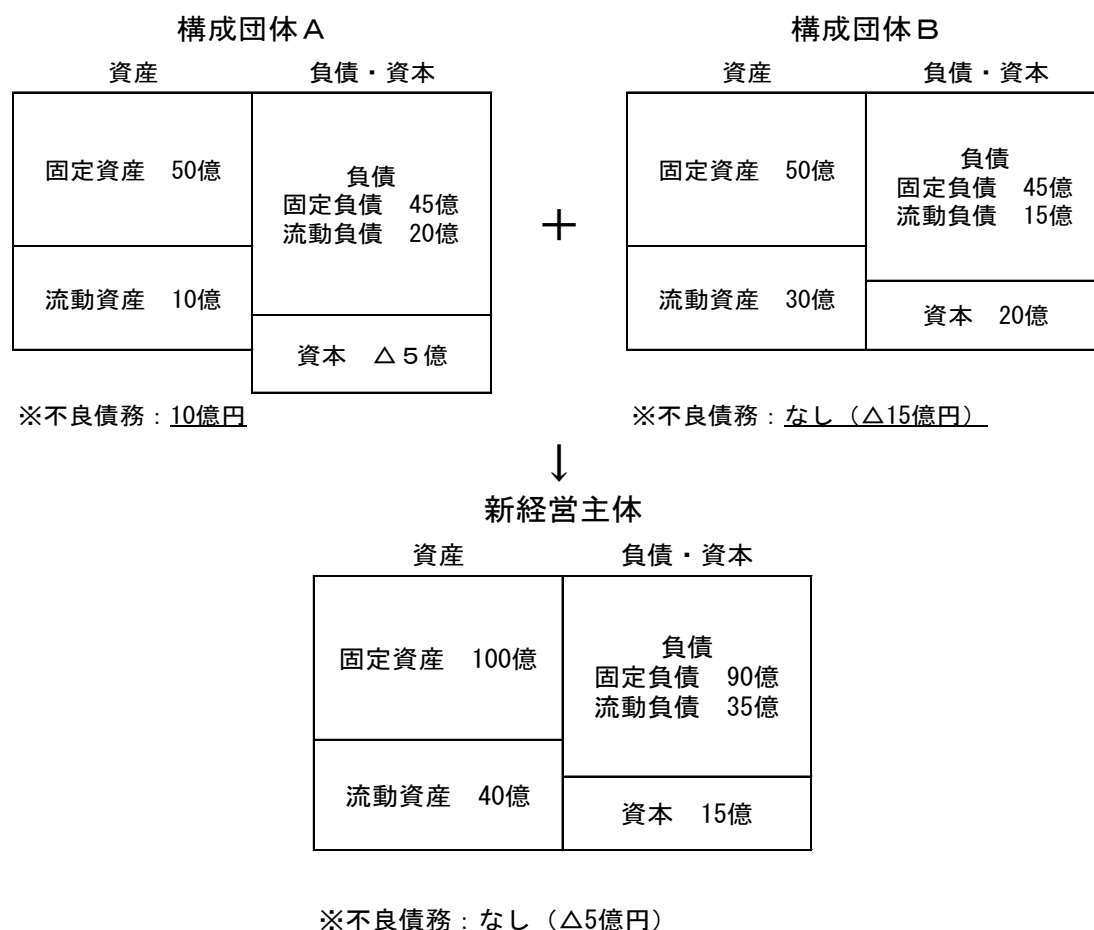 構成団体A
資産 負債・資本
固定資産 50億
流動資産 10億
負債
固定負債 45億
流動負債 20億
資本 △5億
※不良債務：10億円
＋
構成団体B
資産 負債・資本
固定資産 50億
流動資産 30億
負債
固定負債 45億
流動負債 15億
資本 20億
※不良債務：なし（△15億円）
↓
新経営主体
資産 負債・資本
固定資産 100億
流動資産 40億
負債
固定負債 90億
流動負債 35億
資本 15億
※不良債務：なし（△5億円）